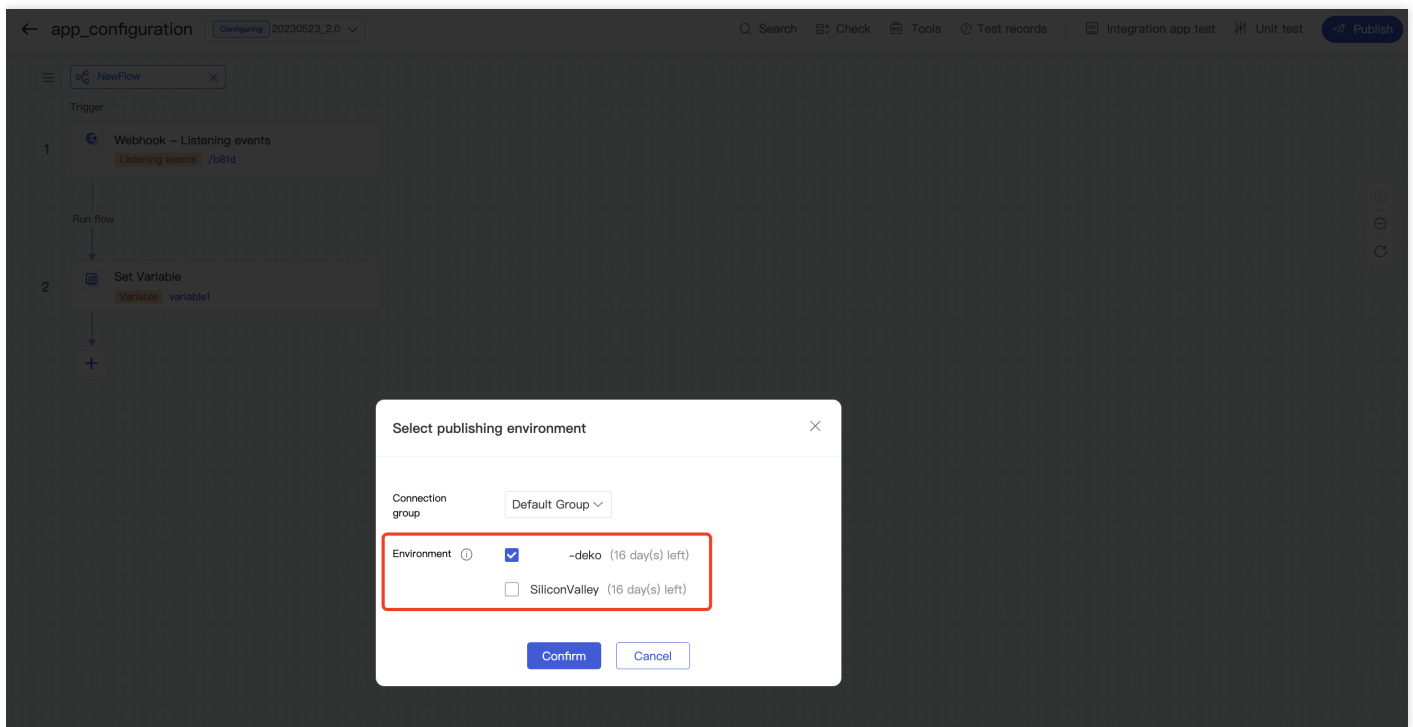 app_configuration Configuring 20230523_2.0 Search Check Tools Test records Integration app test Unit test Publish
NewFlow
Trigger
1 Webhook – Listening events
Listening events /b81d
Run flow
2 Set Variable
Variable variable1
Select publishing environment
Connection
group
Default Group
Environment -deko (16 day(s) left)
SiliconValley (16 day(s) left)
Confirm Cancel